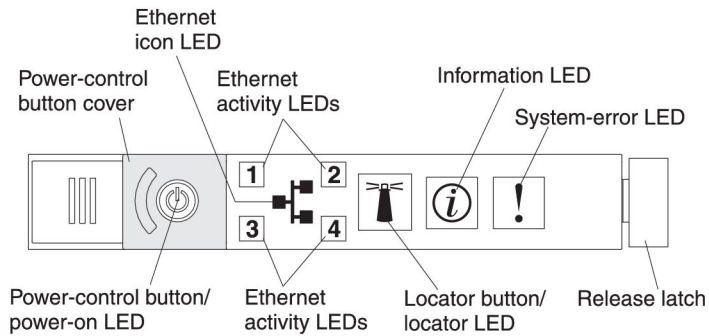 Ethernet
icon LED
Power-control
button cover
Ethernet
activity LEDs
Information LED
System-error LED
1
2
i
!
3
4
Power-control button/
power-on LED
Ethernet
activity LEDs
Locator button/
locator LED
Release latch